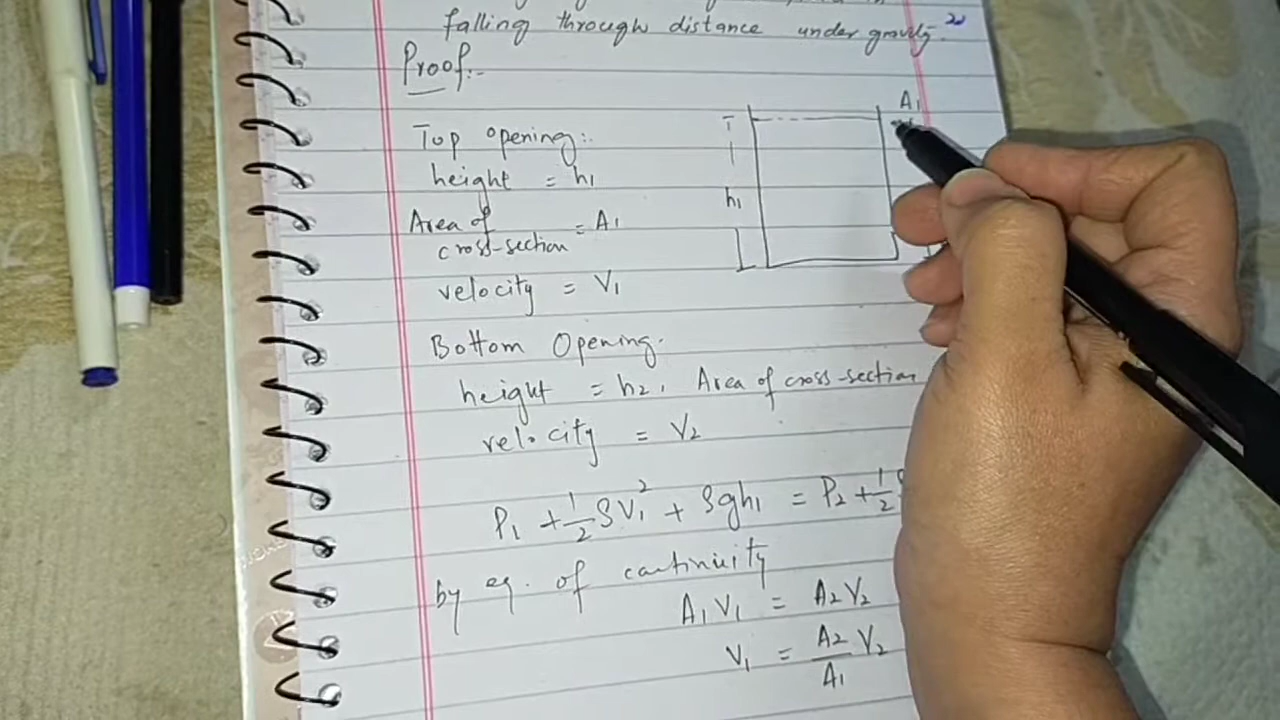 falling through distance under gravity."
Proof:-
Top opening:-
height = h₁
Area of cross-section = A₁
velocity = V₁
A₁
h₁
Bottom Opening.
height = h₂, Area of cross-section
velocity = V₂
P₁ + 1/2 ρV₁² + ρgh₁ = P₂ + 1/2
by eq. of continuity
A₁V₁ = A₂V₂
V₁ = A₂/A₁ V₂